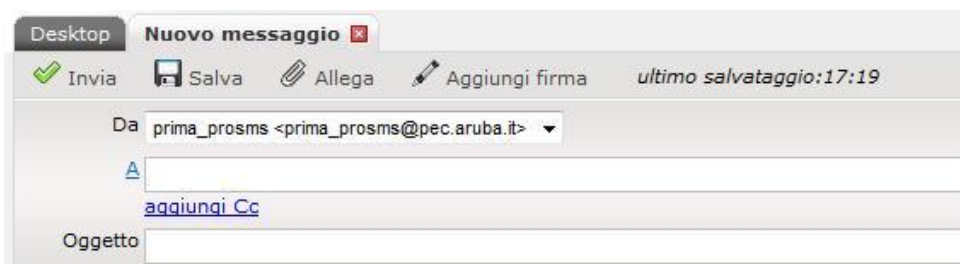 Desktop Nuovo messaggio
Invia Salva Allega Aggiungi firma ultimo salvataggio:17:19
Da prima_prosms <prima_prosms@pec.aruba.it>
A
aggiungi Cc
Oggetto